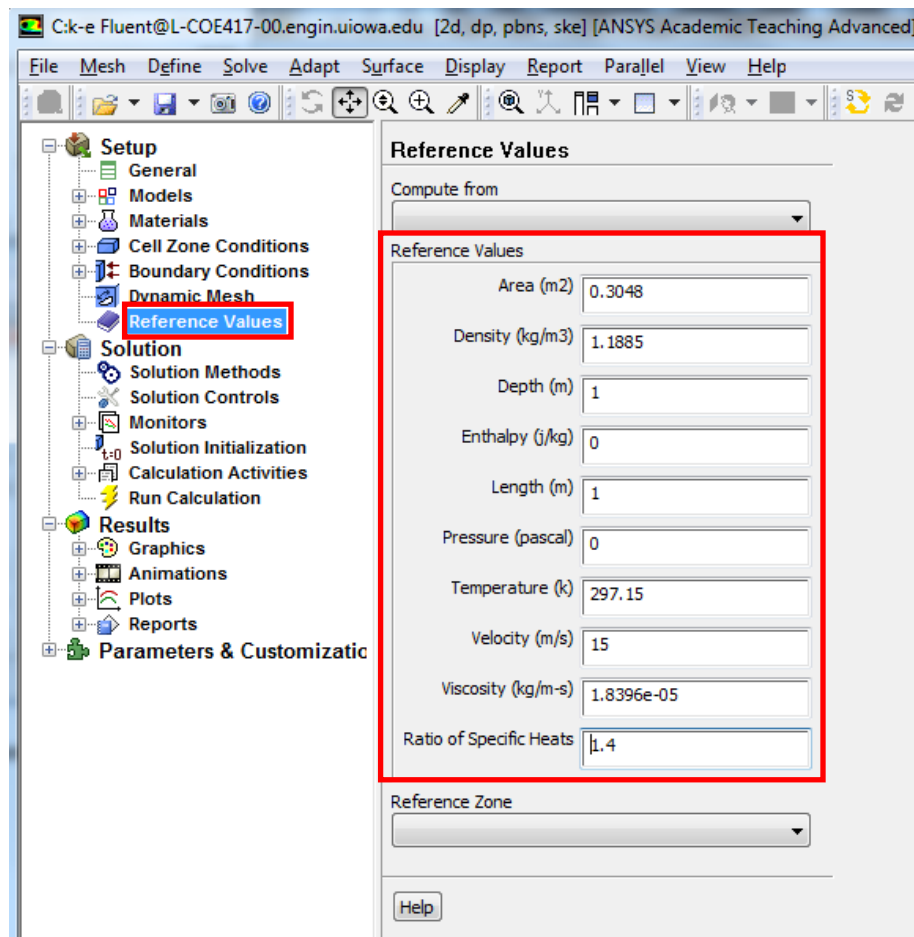 C:k-e Fluent@L-COE417-00.engin.uiowa.edu [2d, dp, pbns, ske] [ANSYS Academic Teaching Advanced]
File Mesh Define Solve Adapt Surface Display Report Parallel View Help
Setup
General
Models
Materials
Cell Zone Conditions
Boundary Conditions
Dynamic Mesh
Reference Values
Solution
Solution Methods
Solution Controls
Monitors
t=0 Solution Initialization
Calculation Activities
Run Calculation
Results
Graphics
Animations
Plots
Reports
Parameters & Customizatio
Reference Values
Compute from
Reference Values
Area (m2) 0.3048
Density (kg/m3) 1.1885
Depth (m) 1
Enthalpy (j/kg) 0
Length (m) 1
Pressure (pascal) 0
Temperature (k) 297.15
Velocity (m/s) 15
Viscosity (kg/m-s) 1.8396e-05
Ratio of Specific Heats 1.4
Reference Zone
Help